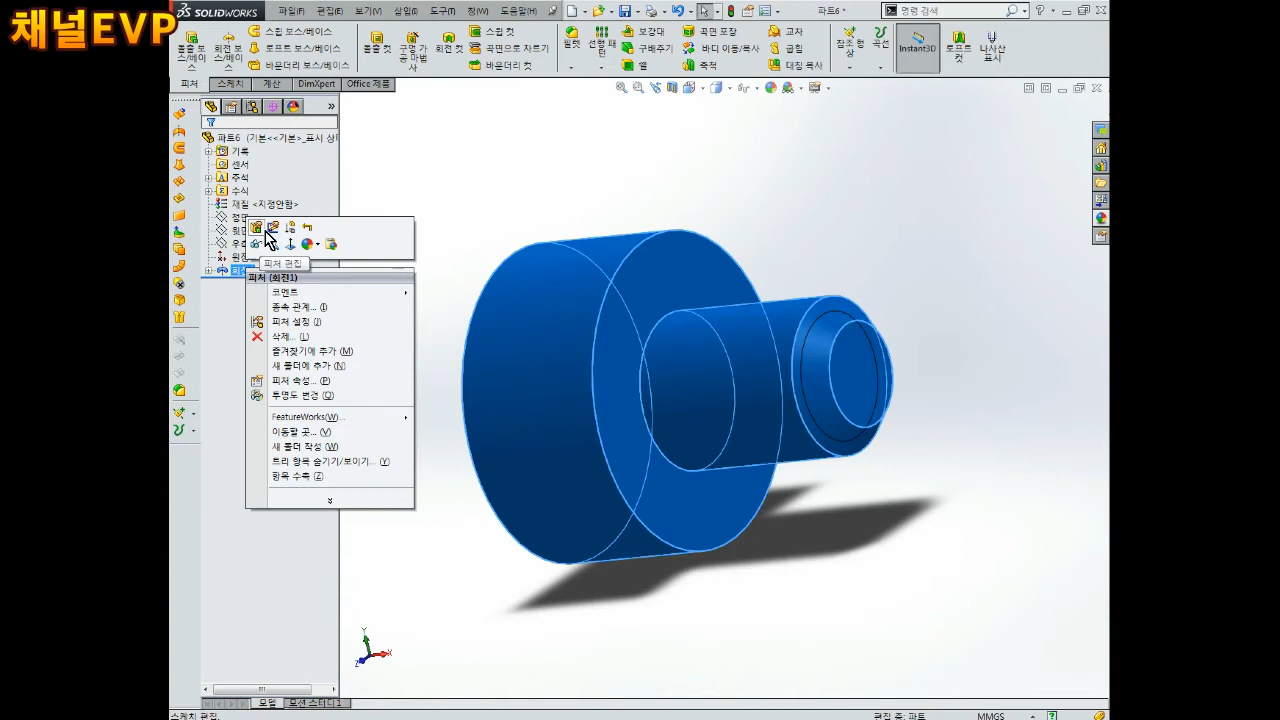 채널EVP
SOLIDWORKS
파일(F) 편집(E) 보기(V) 삽입(I) 도구(T) 창(W) 도움말(H)
파트6 *
명령 검색
돌출 보스/베이스
회전 보스/베이스
스윕 보스/베이스
로프트 보스/베이스
바운더리 보스/베이스
돌출 컷
구멍 가공 마법사
회전 컷
스윕 컷
곡면으로 자르기
바운더리 컷
필렛
선형 패턴
보강대
구배주기
쉘
곡면 포장
바디 이동/복사
축척
교차
굽힘
대칭 복사
참조 형상
곡선
Instant3D
로프트 컷
나사산 표시
피처 스케치 계산 DimXpert Office 제품
파트6 (기본<<기본>_표시 상태
기록
센서
주석
수식
재질 <지정안함>
정면
윗면
우측
원점
피처 편집
피처 (회전1)
코멘트
종속 관계... (I)
피처 설정 (J)
삭제... (L)
즐겨찾기에 추가 (M)
새 폴더에 추가 (N)
피처 속성... (P)
투명도 변경 (Q)
FeatureWorks(W)...
이동할 곳... (V)
새 폴더 작성 (W)
트리 항목 숨기기/보이기... (Y)
항목 수축 (Z)
Y
X
Z
모델 모션 스터디 1
스케치 편집. 편집 중: 파트 MMGS